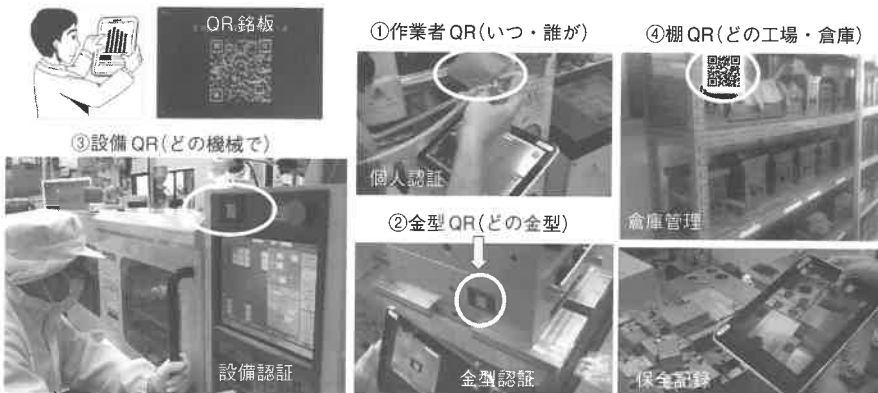 QR銘板
①作業者QR(いつ・誰が)
④棚QR(どの工場・倉庫)
個人認証
倉庫管理
③設備QR(どの機械で)
②金型QR(どの金型)
設備認証
金型認証
保全記録